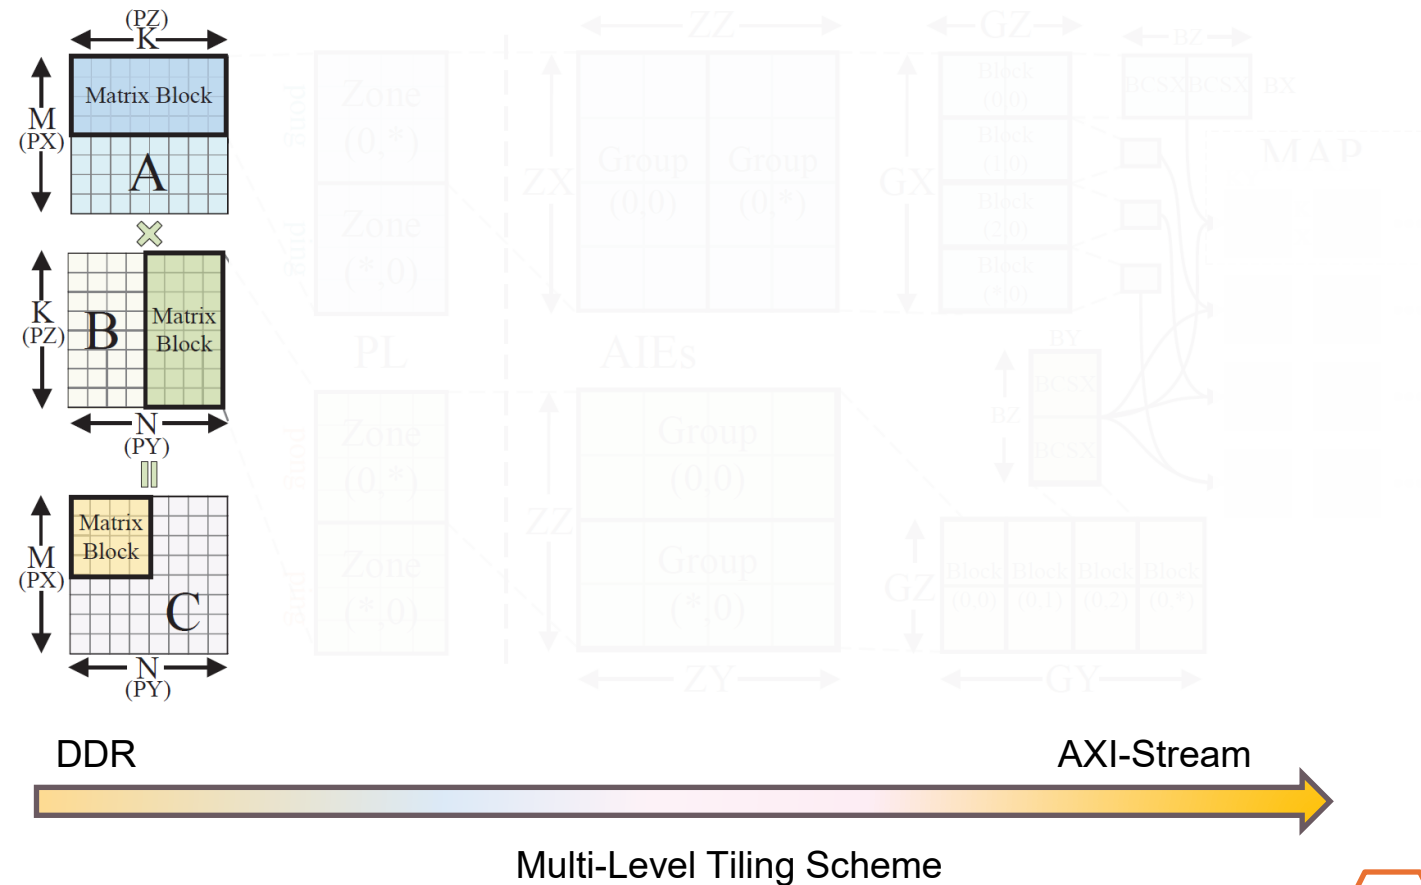 (PZ)
K
Matrix Block
M
(PX)
A
K
(PZ)
B
Matrix
Block
N
(PY)
Matrix
Block
M
(PX)
C
N
(PY)
Zone
(0,*)
Zone
(*,0)
ping
PL
Zone
(0,*)
Zone
(*,0)
ping
ZZ
ZX
Group
(0,0)
Group
(0,*)
AIEs
ZZ
Group
(0,0)
Group
(*,0)
ZY
GZ
GX
Block
(0,0)
Block
(1,0)
Block
(2,0)
Block
(*,0)
BZ
BCSX
BCSX
BX
MAP
BY
BZ
BCSX
BCSX
GZ
Block
(0,0)
Block
(0,1)
Block
(0,2)
Block
(0,*)
GY
DDR
AXI-Stream
Multi-Level Tiling Scheme